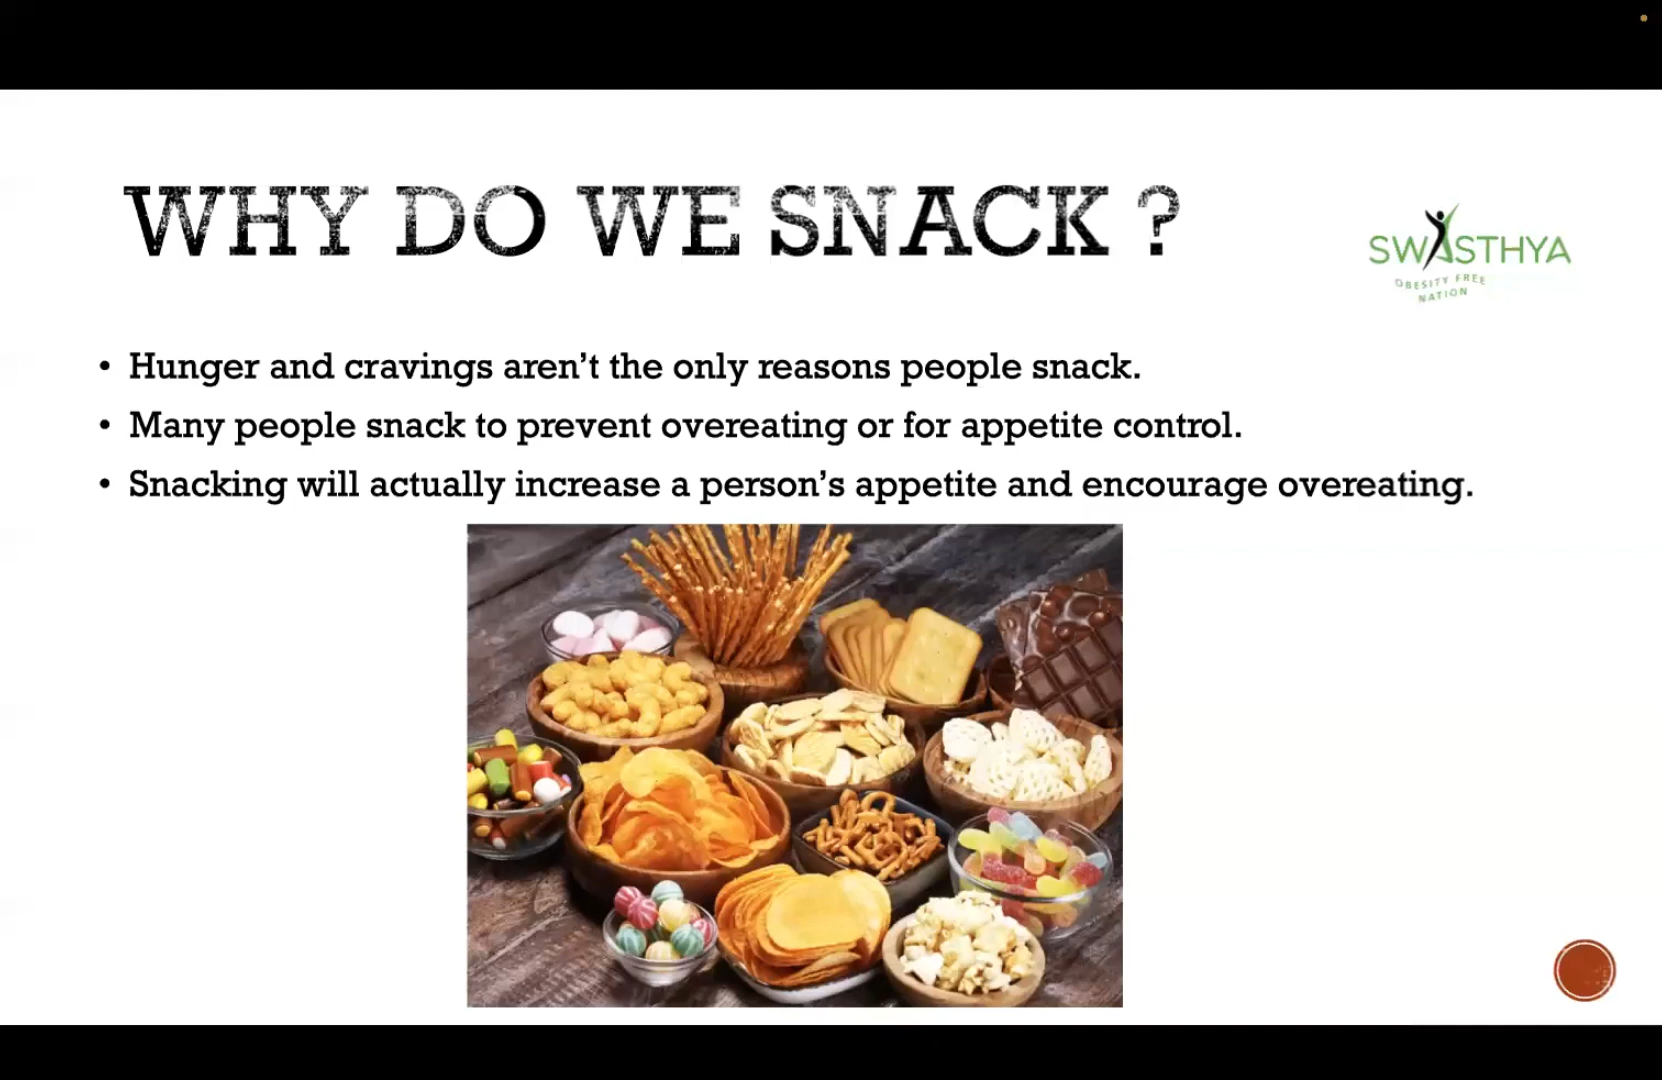 WHY DO WE SNACK ?
SWASTHYA
OBESITY FREE
NATION
• Hunger and cravings aren’t the only reasons people snack.
• Many people snack to prevent overeating or for appetite control.
• Snacking will actually increase a person’s appetite and encourage overeating.